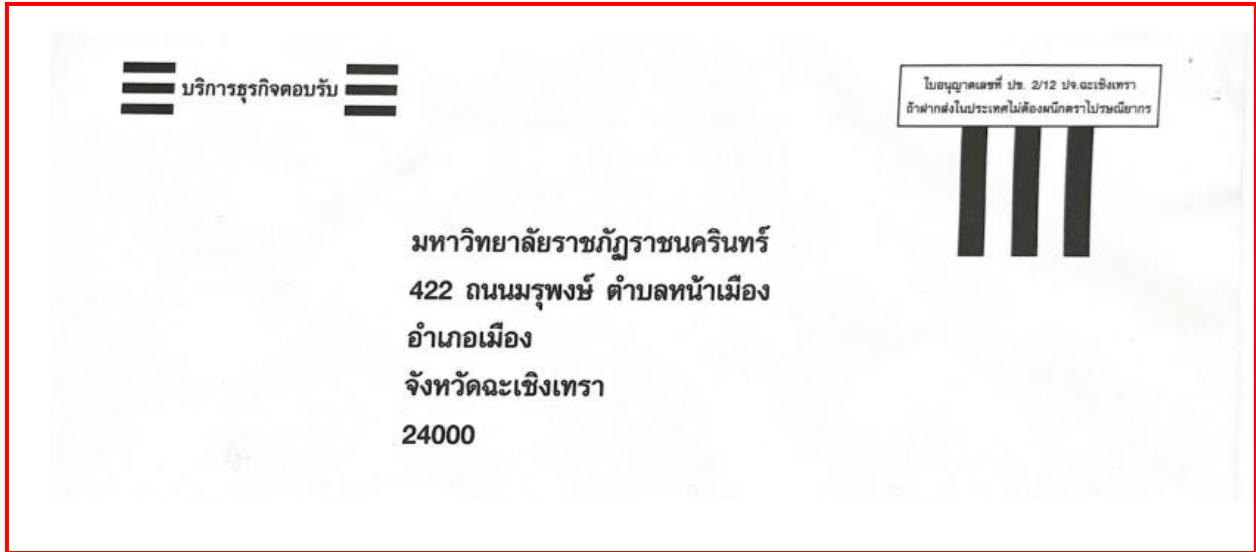 บริการธุรกิจตอบรับ
ใบอนุญาตเลขที่ ปข. 2/12 ปจ.ฉะเชิงเทรา
ถ้าฝากส่งในประเทศไม่ต้องผนึกตราไปรษณียากร
มหาวิทยาลัยราชภัฏราชนครินทร์
422 ถนนมรุพงษ์ ตำบลหน้าเมือง
อำเภอเมือง
จังหวัดฉะเชิงเทรา
24000